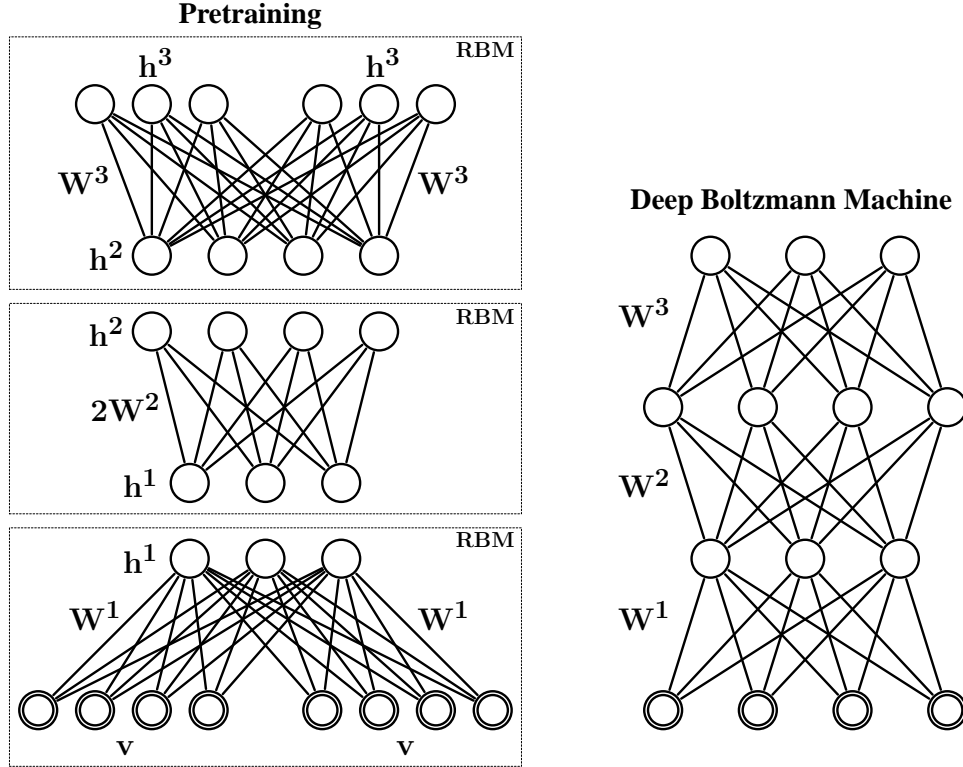 Pretraining
RBM
h³ h³
W³ W³
h²
RBM
h²
2W²
h¹
RBM
h¹
W¹ W¹
v v
Deep Boltzmann Machine
W³
W²
W¹